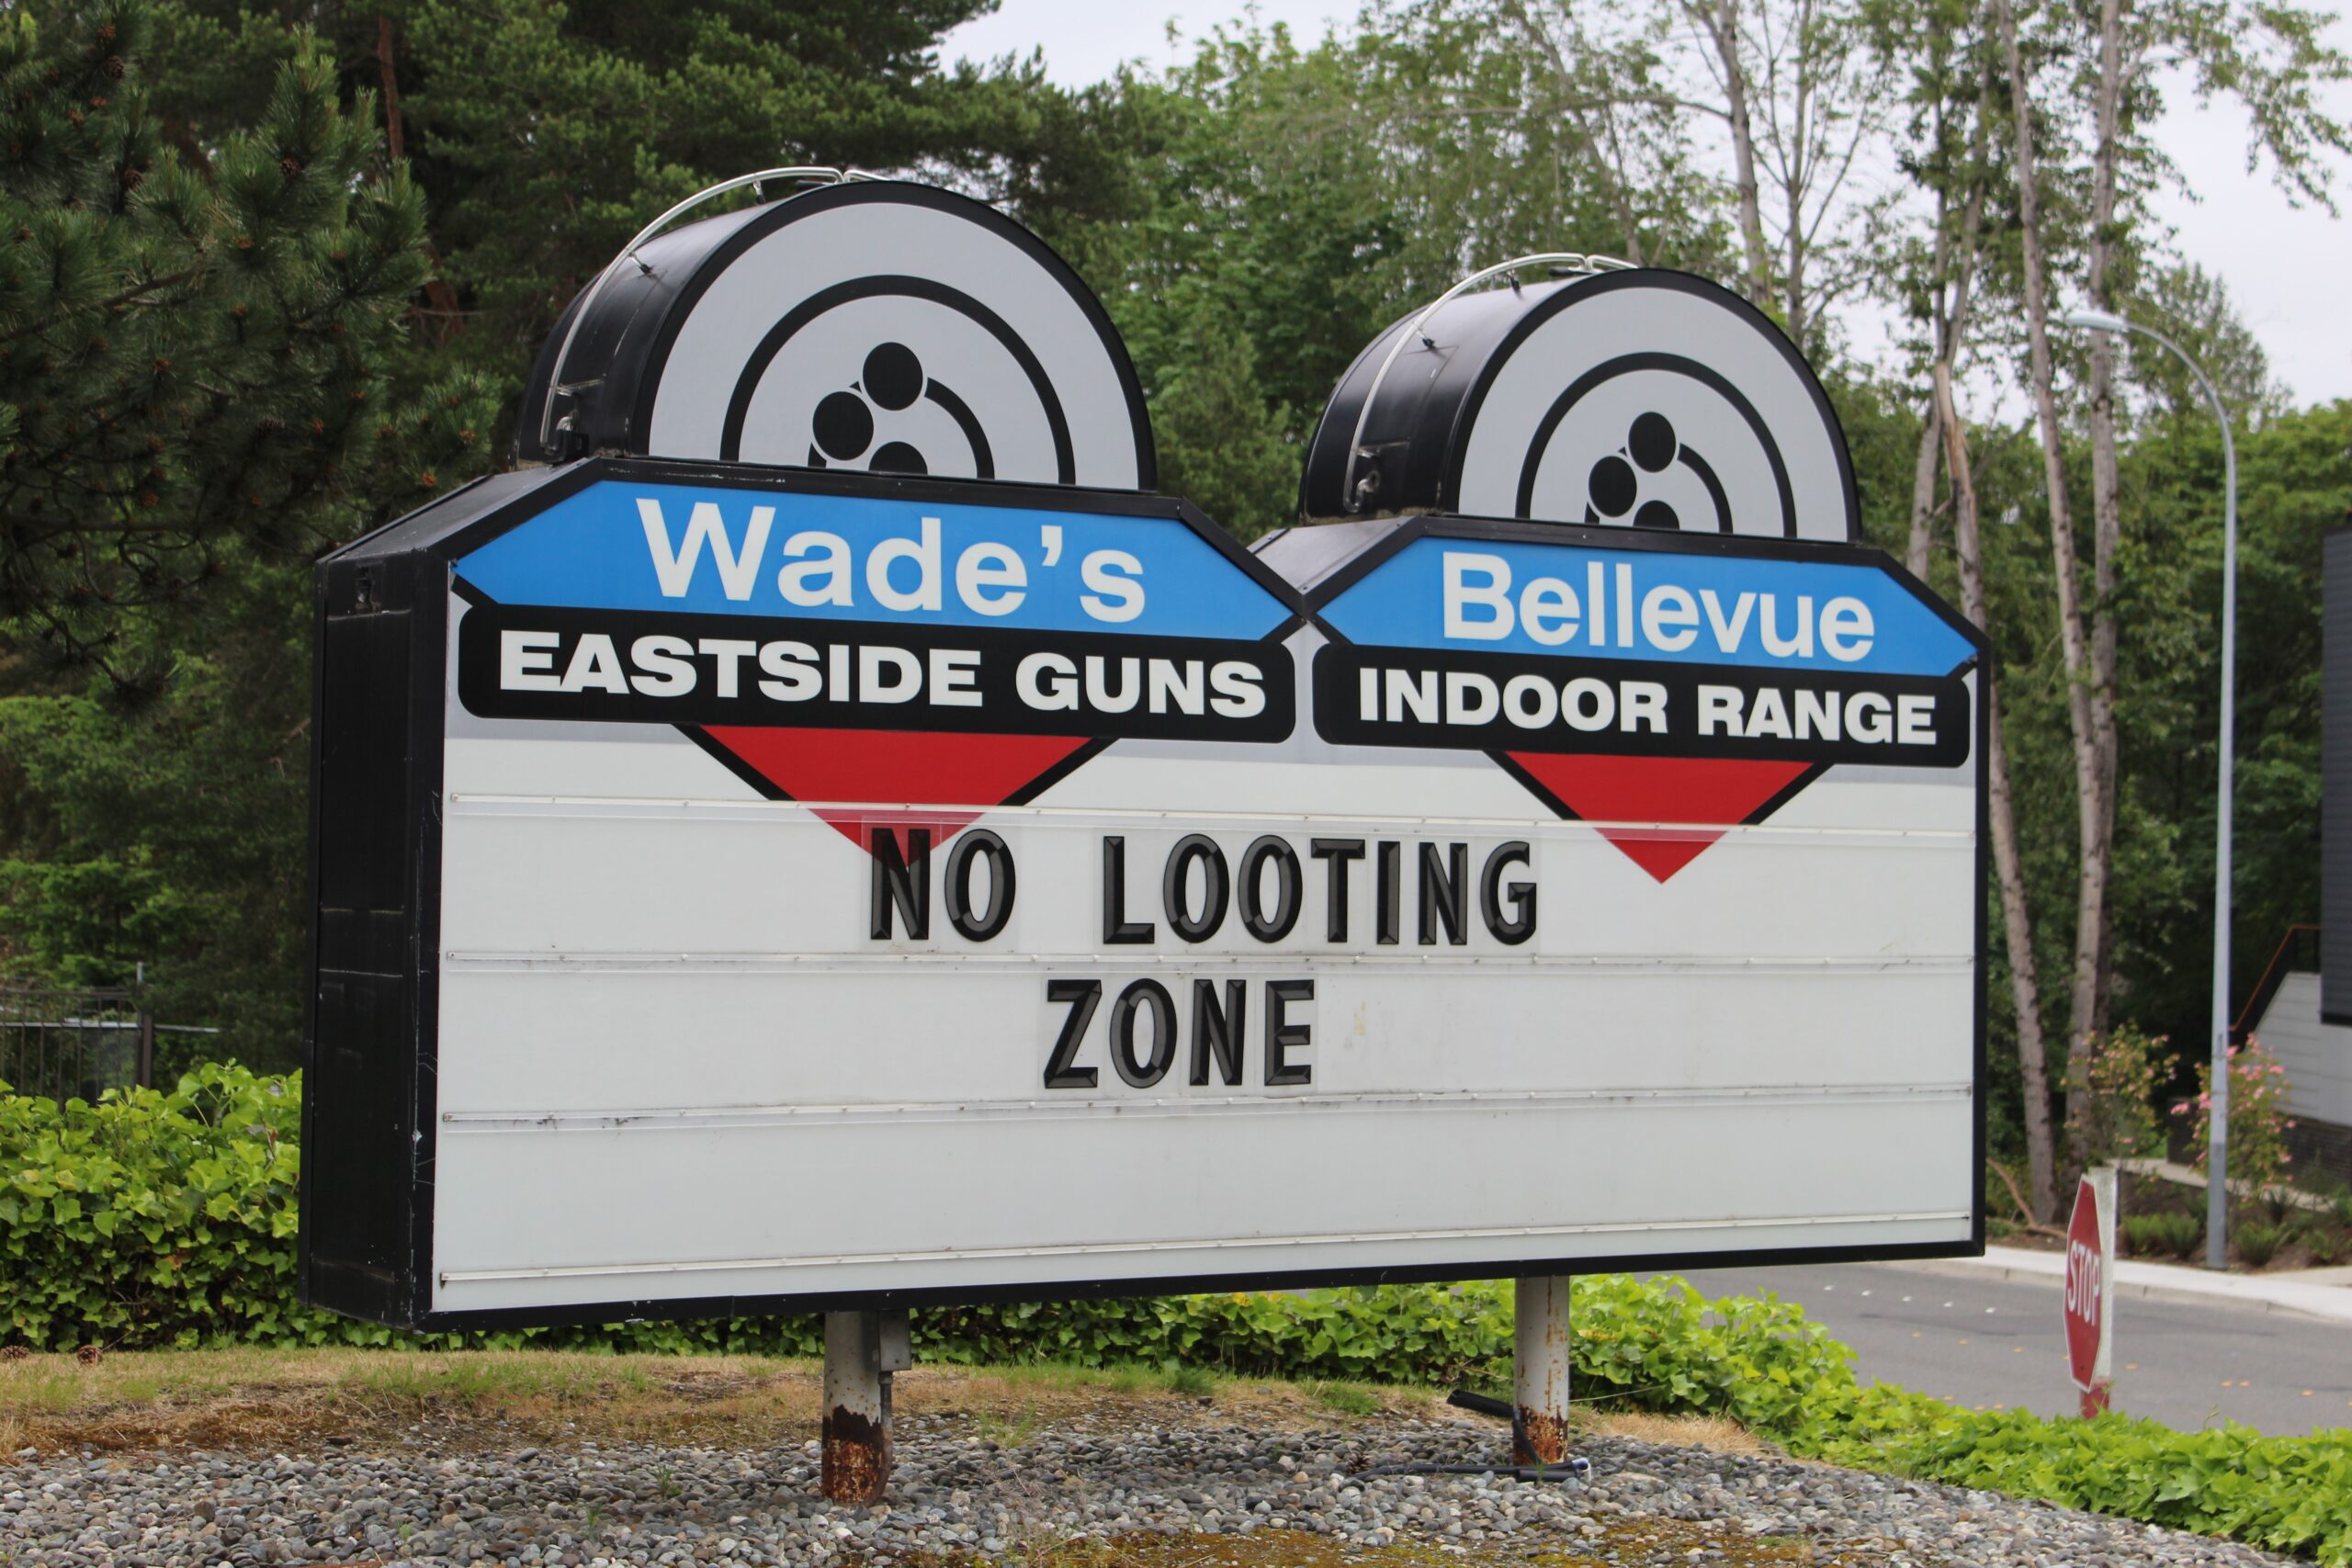 Wade's
EASTSIDE GUNS
Bellevue
INDOOR RANGE
NO LOOTING
ZONE
STOP